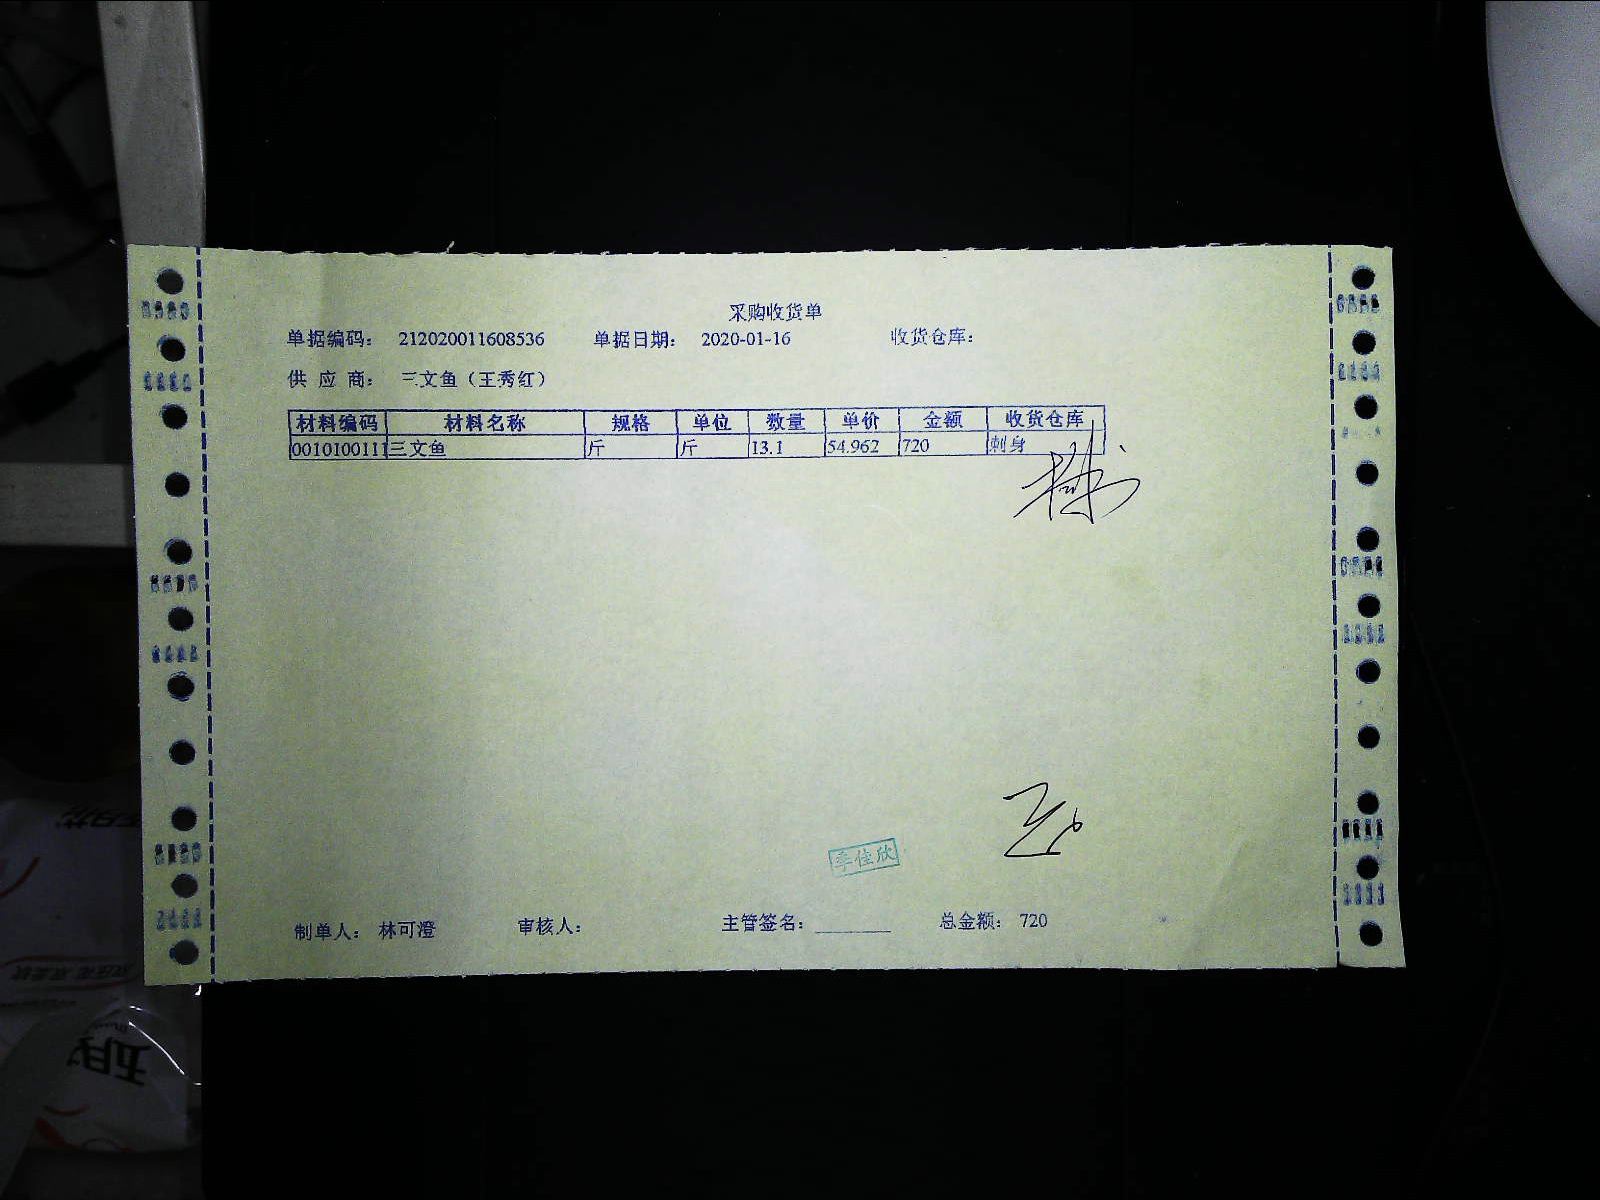 采购收货单
单据编码： 212020011608536 单据日期： 2020-01-16 收货仓库：
供 应 商： 三文鱼（王秀红）
材料编码 材料名称 规格 单位 数量 单价 金额 收货仓库
0010100111 三文鱼 斤 斤 13.1 54.962 720 刺身
李佳欣
制单人： 林可澄 审核人： 主管签名：________ 总金额： 720